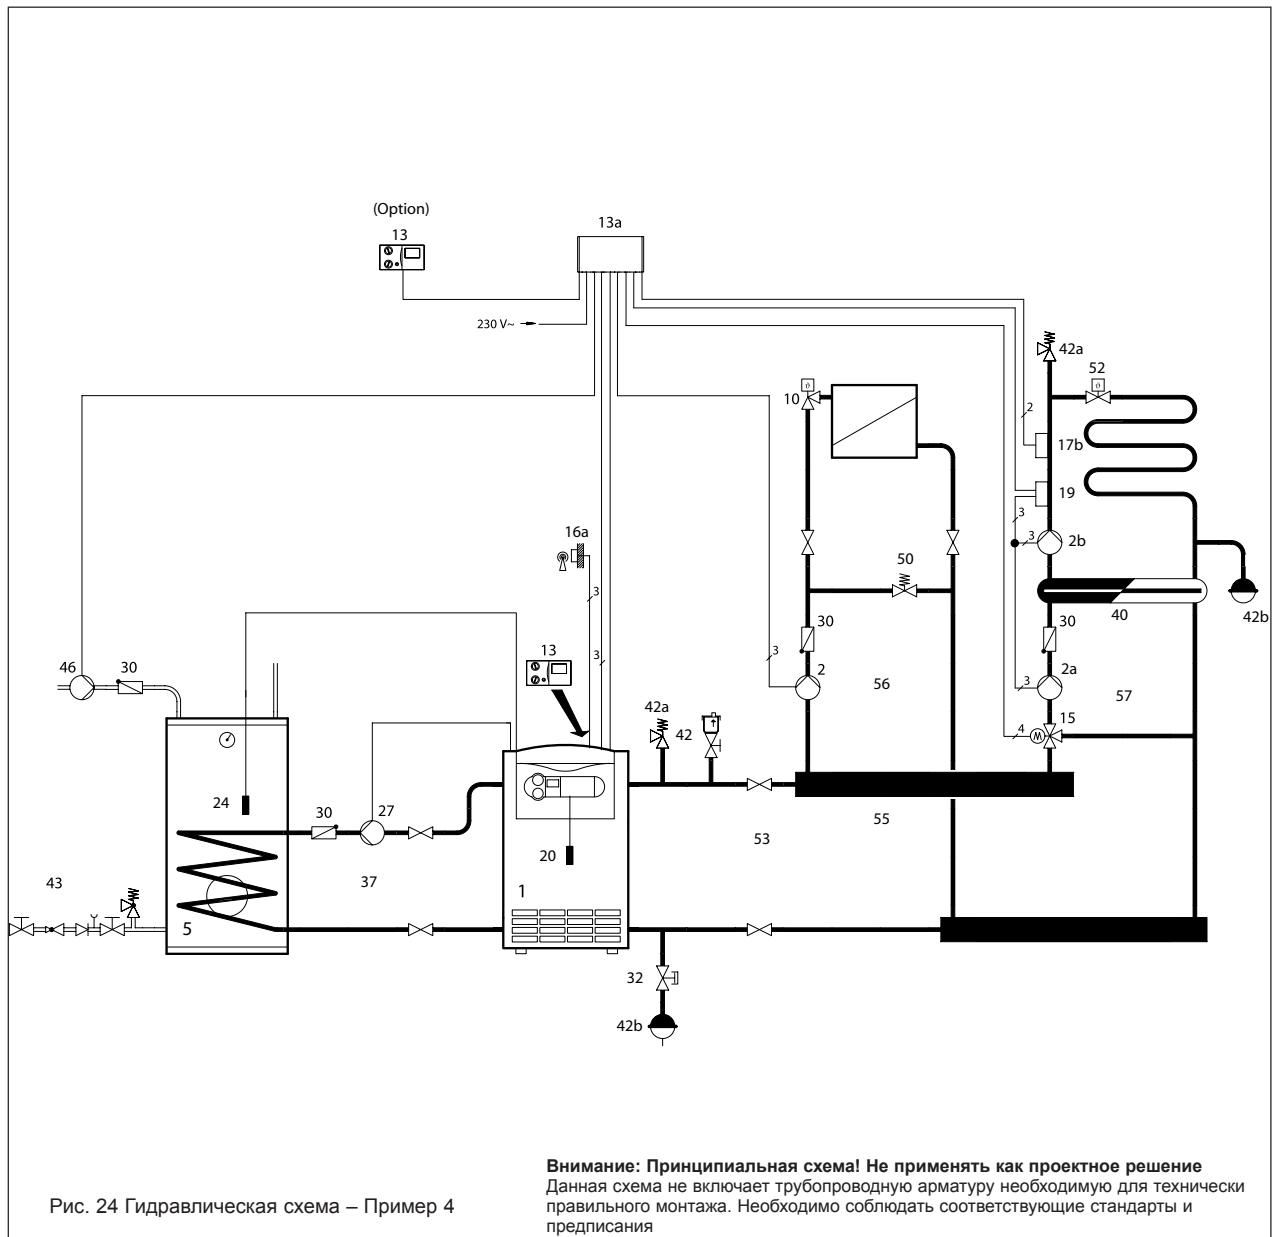 (Option)
13
13a
230 V~
42a
52
10
2
17b
19
3
3
2b
16a
50
3
40
42b
13
3
30
30
46
30
3
2
56
3
2a
57
42a
42
15
4
M
24
30
27
55
53
20
37
43
1
5
32
42b
Рис. 24 Гидравлическая схема – Пример 4
Внимание: Принципиальная схема! Не применять как проектное решение
Данная схема не включает трубопроводную арматуру необходимую для технически
правильного монтажа. Необходимо соблюдать соответствующие стандарты и
предписания